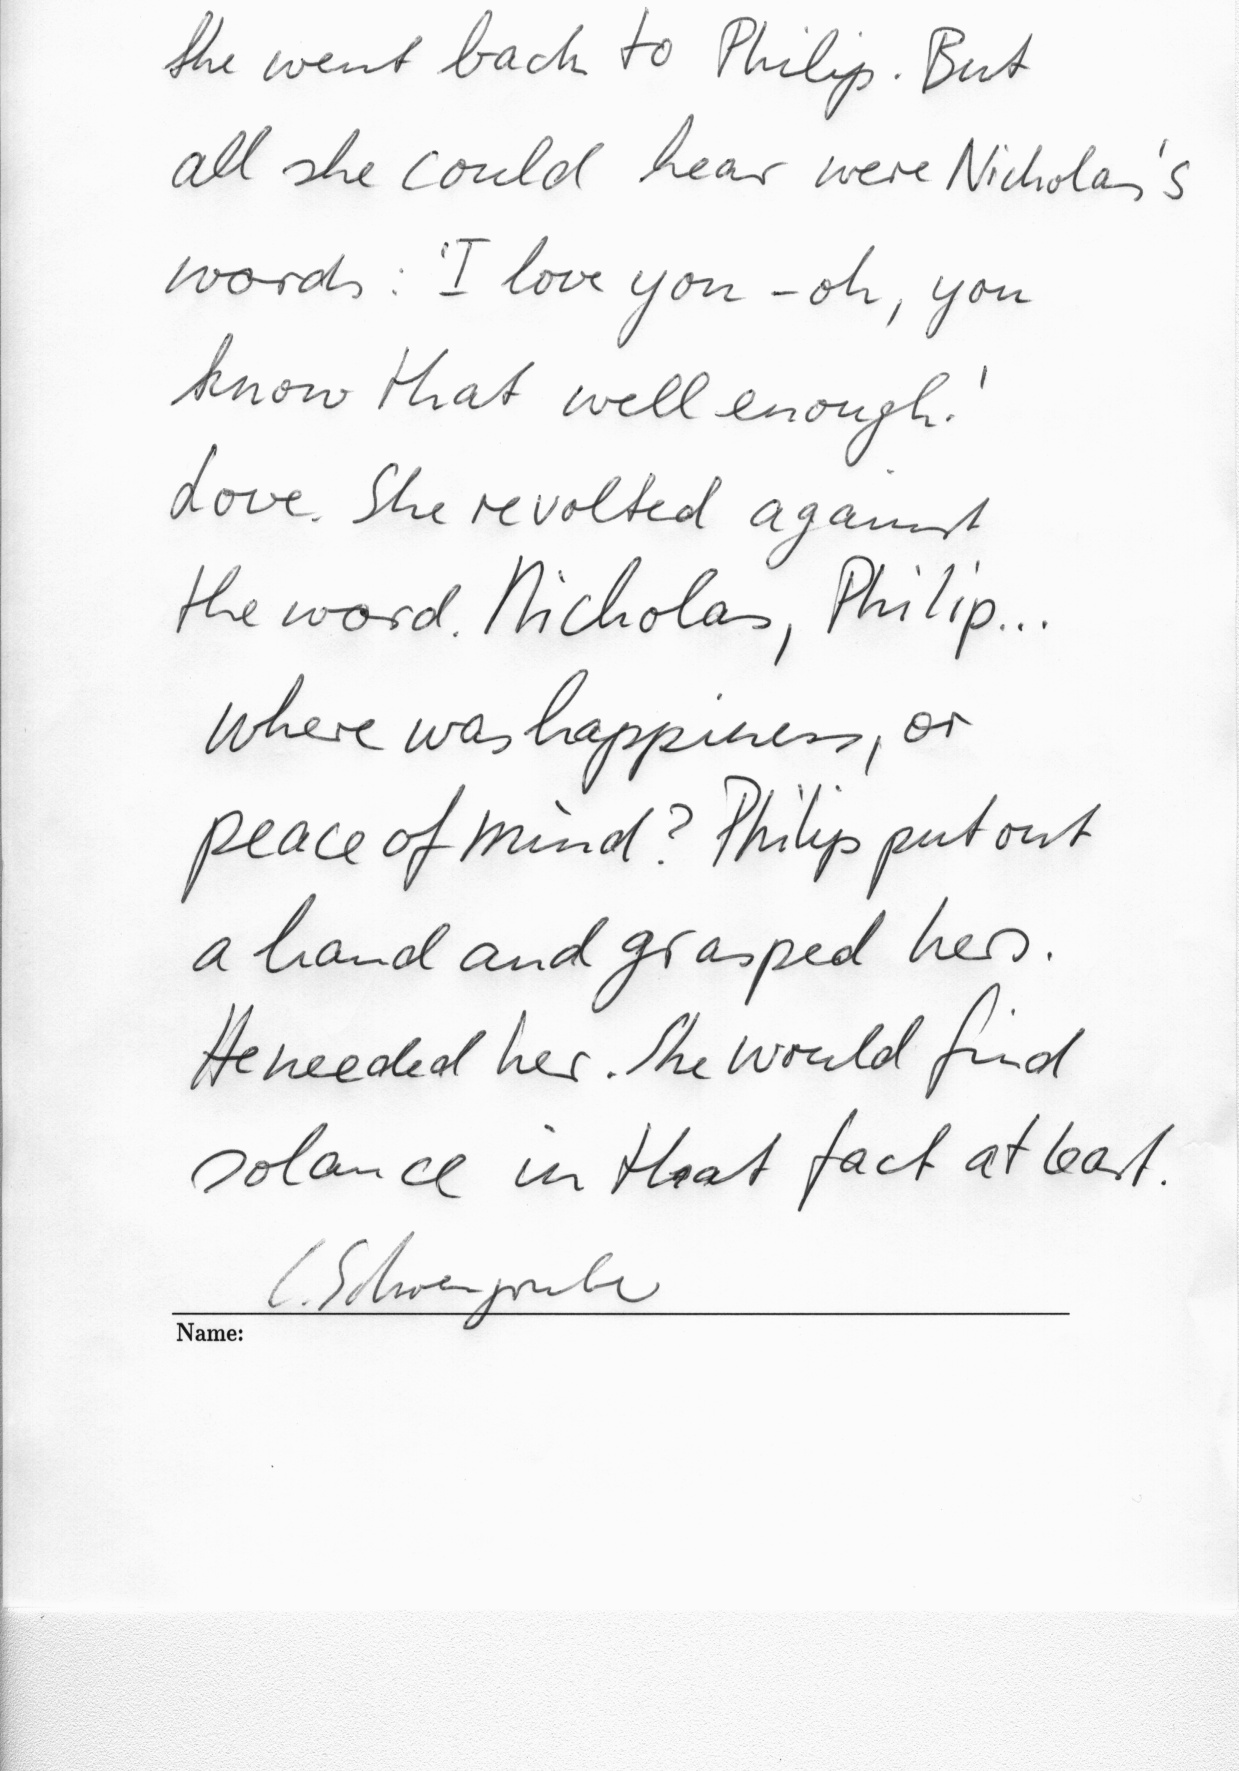 She went back to Philip. But
all she could hear were Nicholas's
words: 'I love you - oh, you
know that well enough.'
Love. She revolted against
the word. Nicholas, Philip...
where was happiness, or
peace of mind? Philip put out
a hand and grasped hers.
He needed her. She would find
solance in that fact at least.
Name: